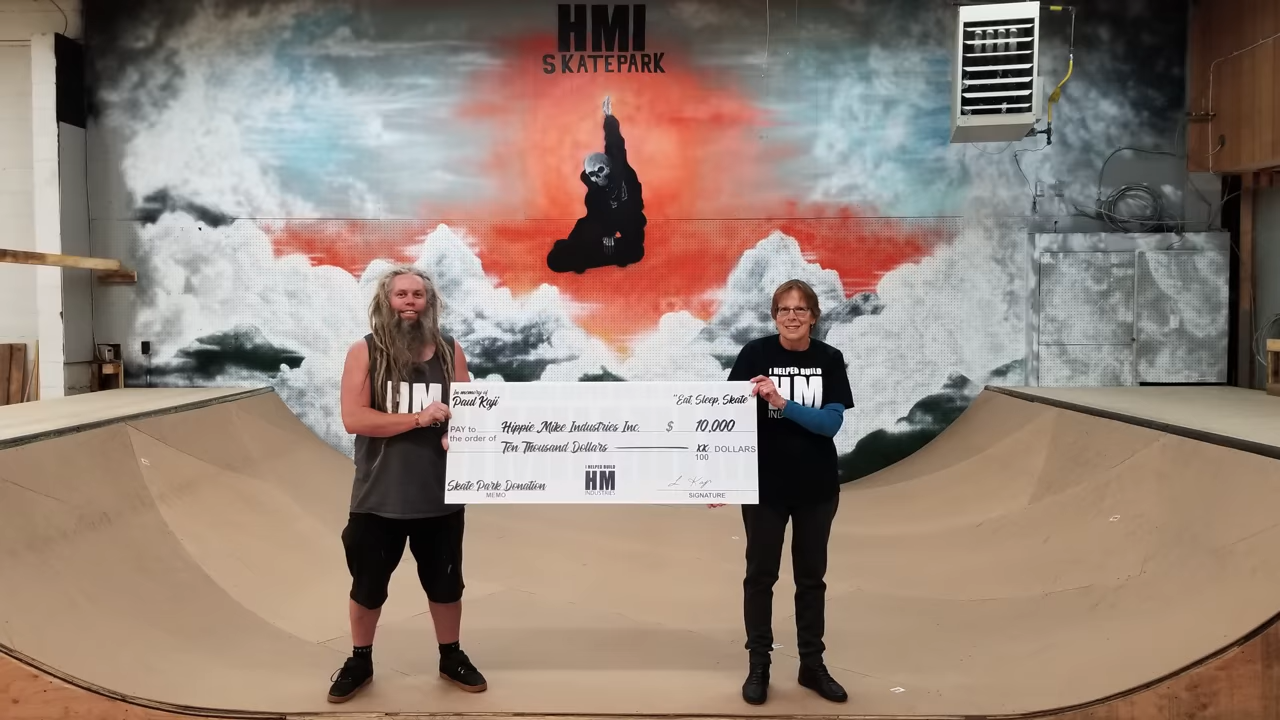 HMI
SKATEPARK
In memory of
Paul Kaji
"Eat, Sleep, Skate"
PAY to
the order of
Hippie Mike Industries Inc.
$ 10,000
Ten Thousand Dollars
XX DOLLARS
100
Skate Park Donation
MEMO
I HELPED BUILD
HM
INDUSTRIES
SIGNATURE
HM
I HELPED BUILD
HM